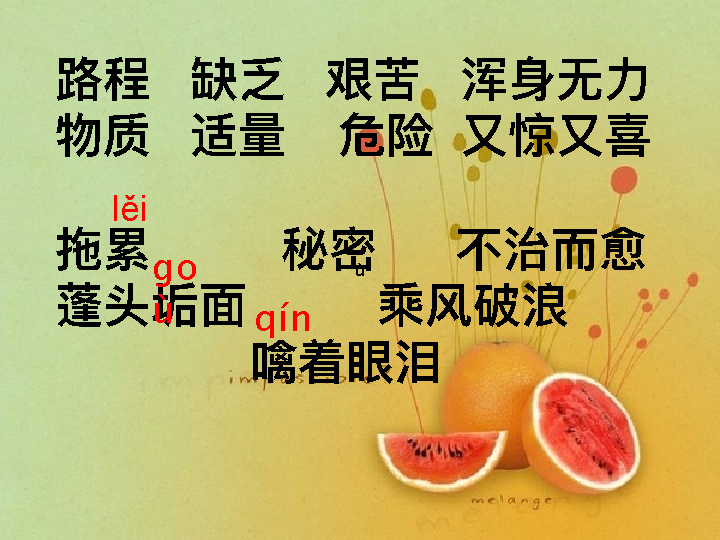 路程 缺乏 艰苦 浑身无力
物质 适量 危险 又惊又喜
lěi
拖累 秘密 不治而愈
go
u
蓬头垢面 乘风破浪
ù
qín
噙着眼泪
melange